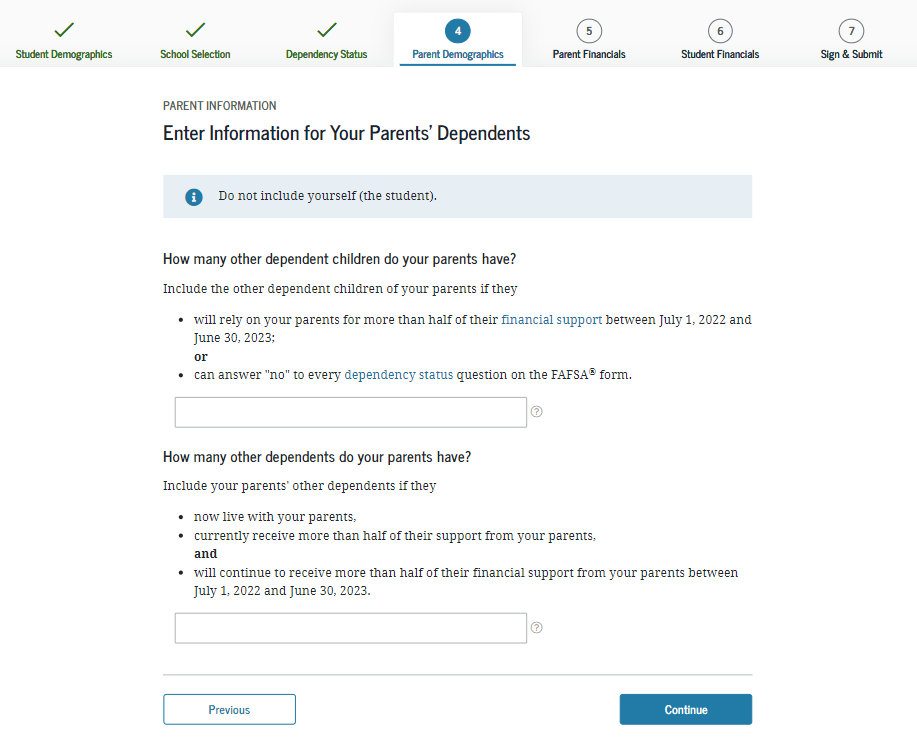 4 5 6 7
Student Demographics School Selection Dependency Status Parent Demographics Parent Financials Student Financials Sign & Submit
PARENT INFORMATION
Enter Information for Your Parents’ Dependents
i Do not include yourself (the student).
How many other dependent children do your parents have?
Include the other dependent children of your parents if they
• will rely on your parents for more than half of their financial support between July 1, 2022 and
June 30, 2023;
or
• can answer "no" to every dependency status question on the FAFSA® form.
?
How many other dependents do your parents have?
Include your parents' other dependents if they
• now live with your parents,
• currently receive more than half of their support from your parents,
and
• will continue to receive more than half of their financial support from your parents between
July 1, 2022 and June 30, 2023.
?
Previous Continue